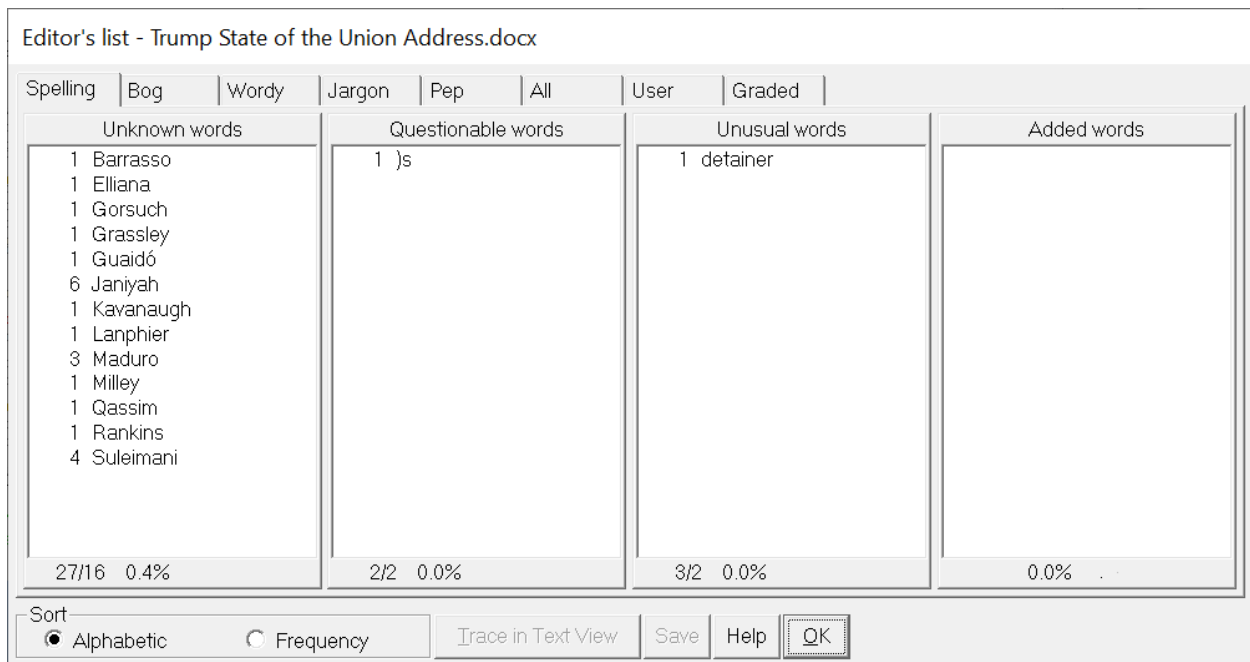 Editor's list - Trump State of the Union Address.docx
Spelling Bog Wordy Jargon Pep All User Graded
Unknown words Questionable words Unusual words Added words
1 Barrasso 1 )s 1 detainer
1 Elliana
1 Gorsuch
1 Grassley
1 Guaidó
6 Janiyah
1 Kavanaugh
1 Lanphier
3 Maduro
1 Milley
1 Qassim
1 Rankins
4 Suleimani
27/16 0.4% 2/2 0.0% 3/2 0.0% 0.0%
Sort
Alphabetic Frequency Trace in Text View Save Help OK